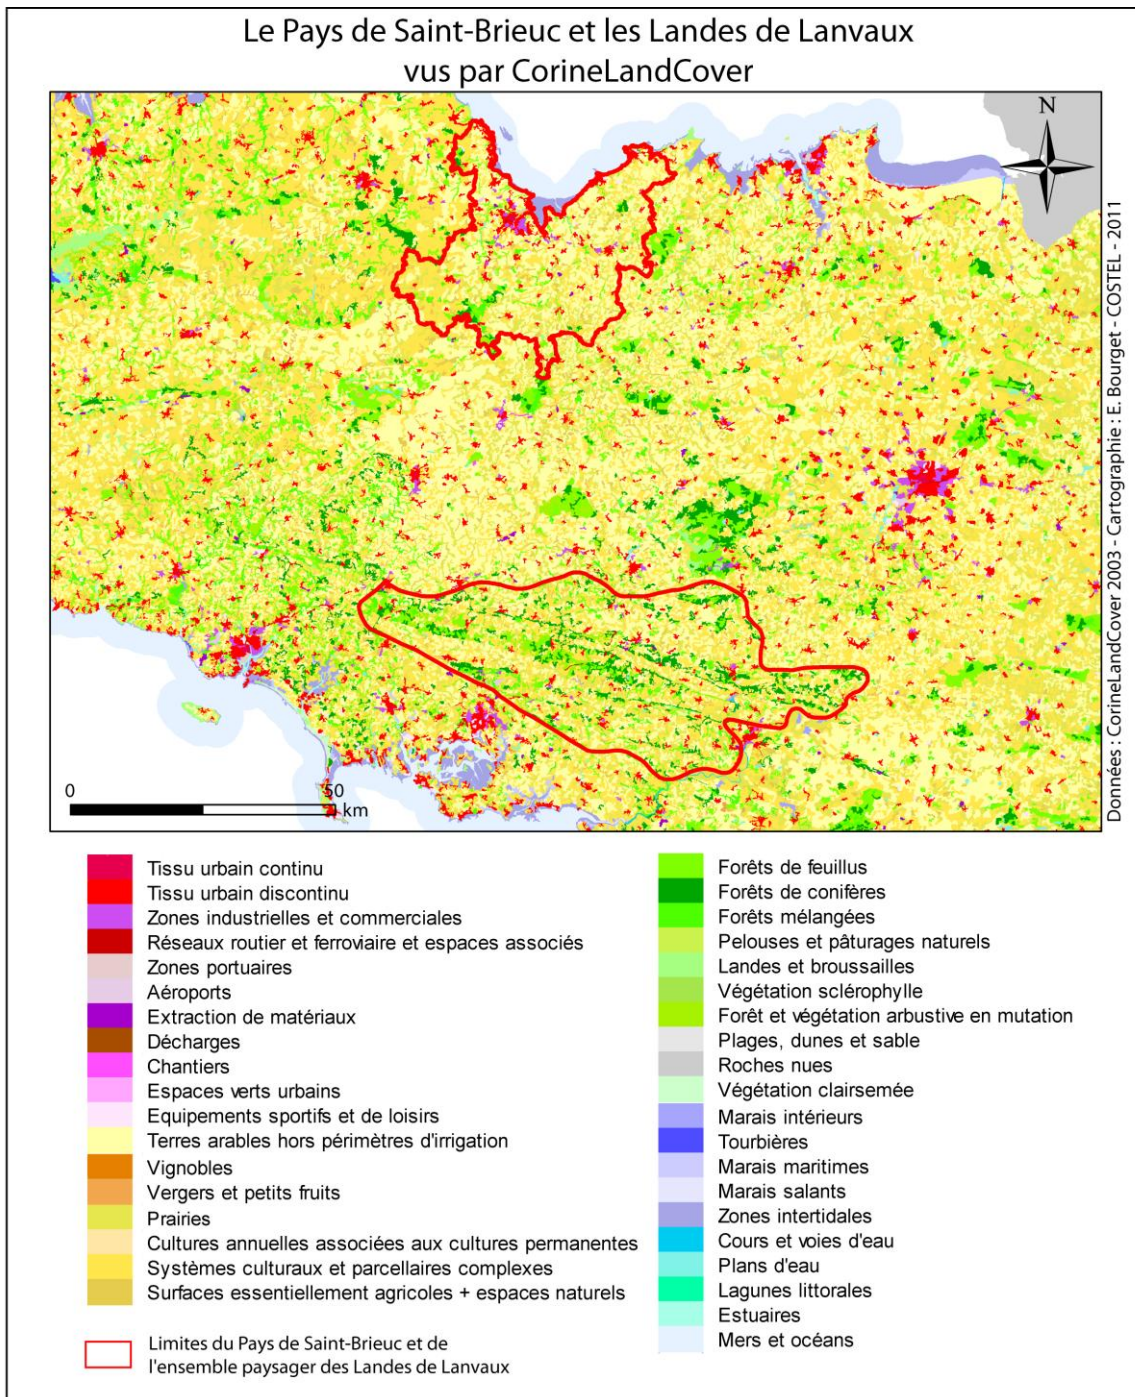 Le Pays de Saint-Brieuc et les Landes de Lanvaux
vus par CorineLandCover
N
0
50
km
Données : CorineLandCover 2003 - Cartographie : E. Bourget - COSTEL - 2011
Tissu urbain continu
Tissu urbain discontinu
Zones industrielles et commerciales
Réseaux routier et ferroviaire et espaces associés
Zones portuaires
Aéroports
Extraction de matériaux
Décharges
Chantiers
Espaces verts urbains
Equipements sportifs et de loisirs
Terres arables hors périmètres d'irrigation
Vignobles
Vergers et petits fruits
Prairies
Cultures annuelles associées aux cultures permanentes
Systèmes culturaux et parcellaires complexes
Surfaces essentiellement agricoles + espaces naturels
Limites du Pays de Saint-Brieuc et de
l'ensemble paysager des Landes de Lanvaux
Forêts de feuillus
Forêts de conifères
Forêts mélangées
Pelouses et pâturages naturels
Landes et broussailles
Végétation sclérophylle
Forêt et végétation arbustive en mutation
Plages, dunes et sable
Roches nues
Végétation clairsemée
Marais intérieurs
Tourbières
Marais maritimes
Marais salants
Zones intertidales
Cours et voies d'eau
Plans d'eau
Lagunes littorales
Estuaires
Mers et océans